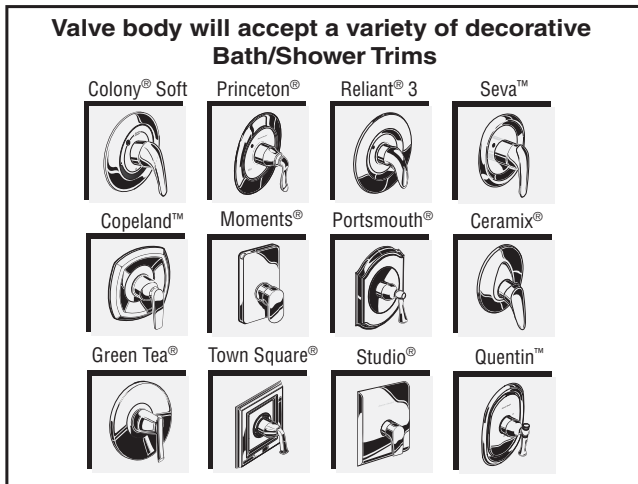 Valve body will accept a variety of decorative
Bath/Shower Trims
Colony® Soft Princeton® Reliant® 3 Seva™
Copeland™ Moments® Portsmouth® Ceramix®
Green Tea® Town Square® Studio® Quentin™